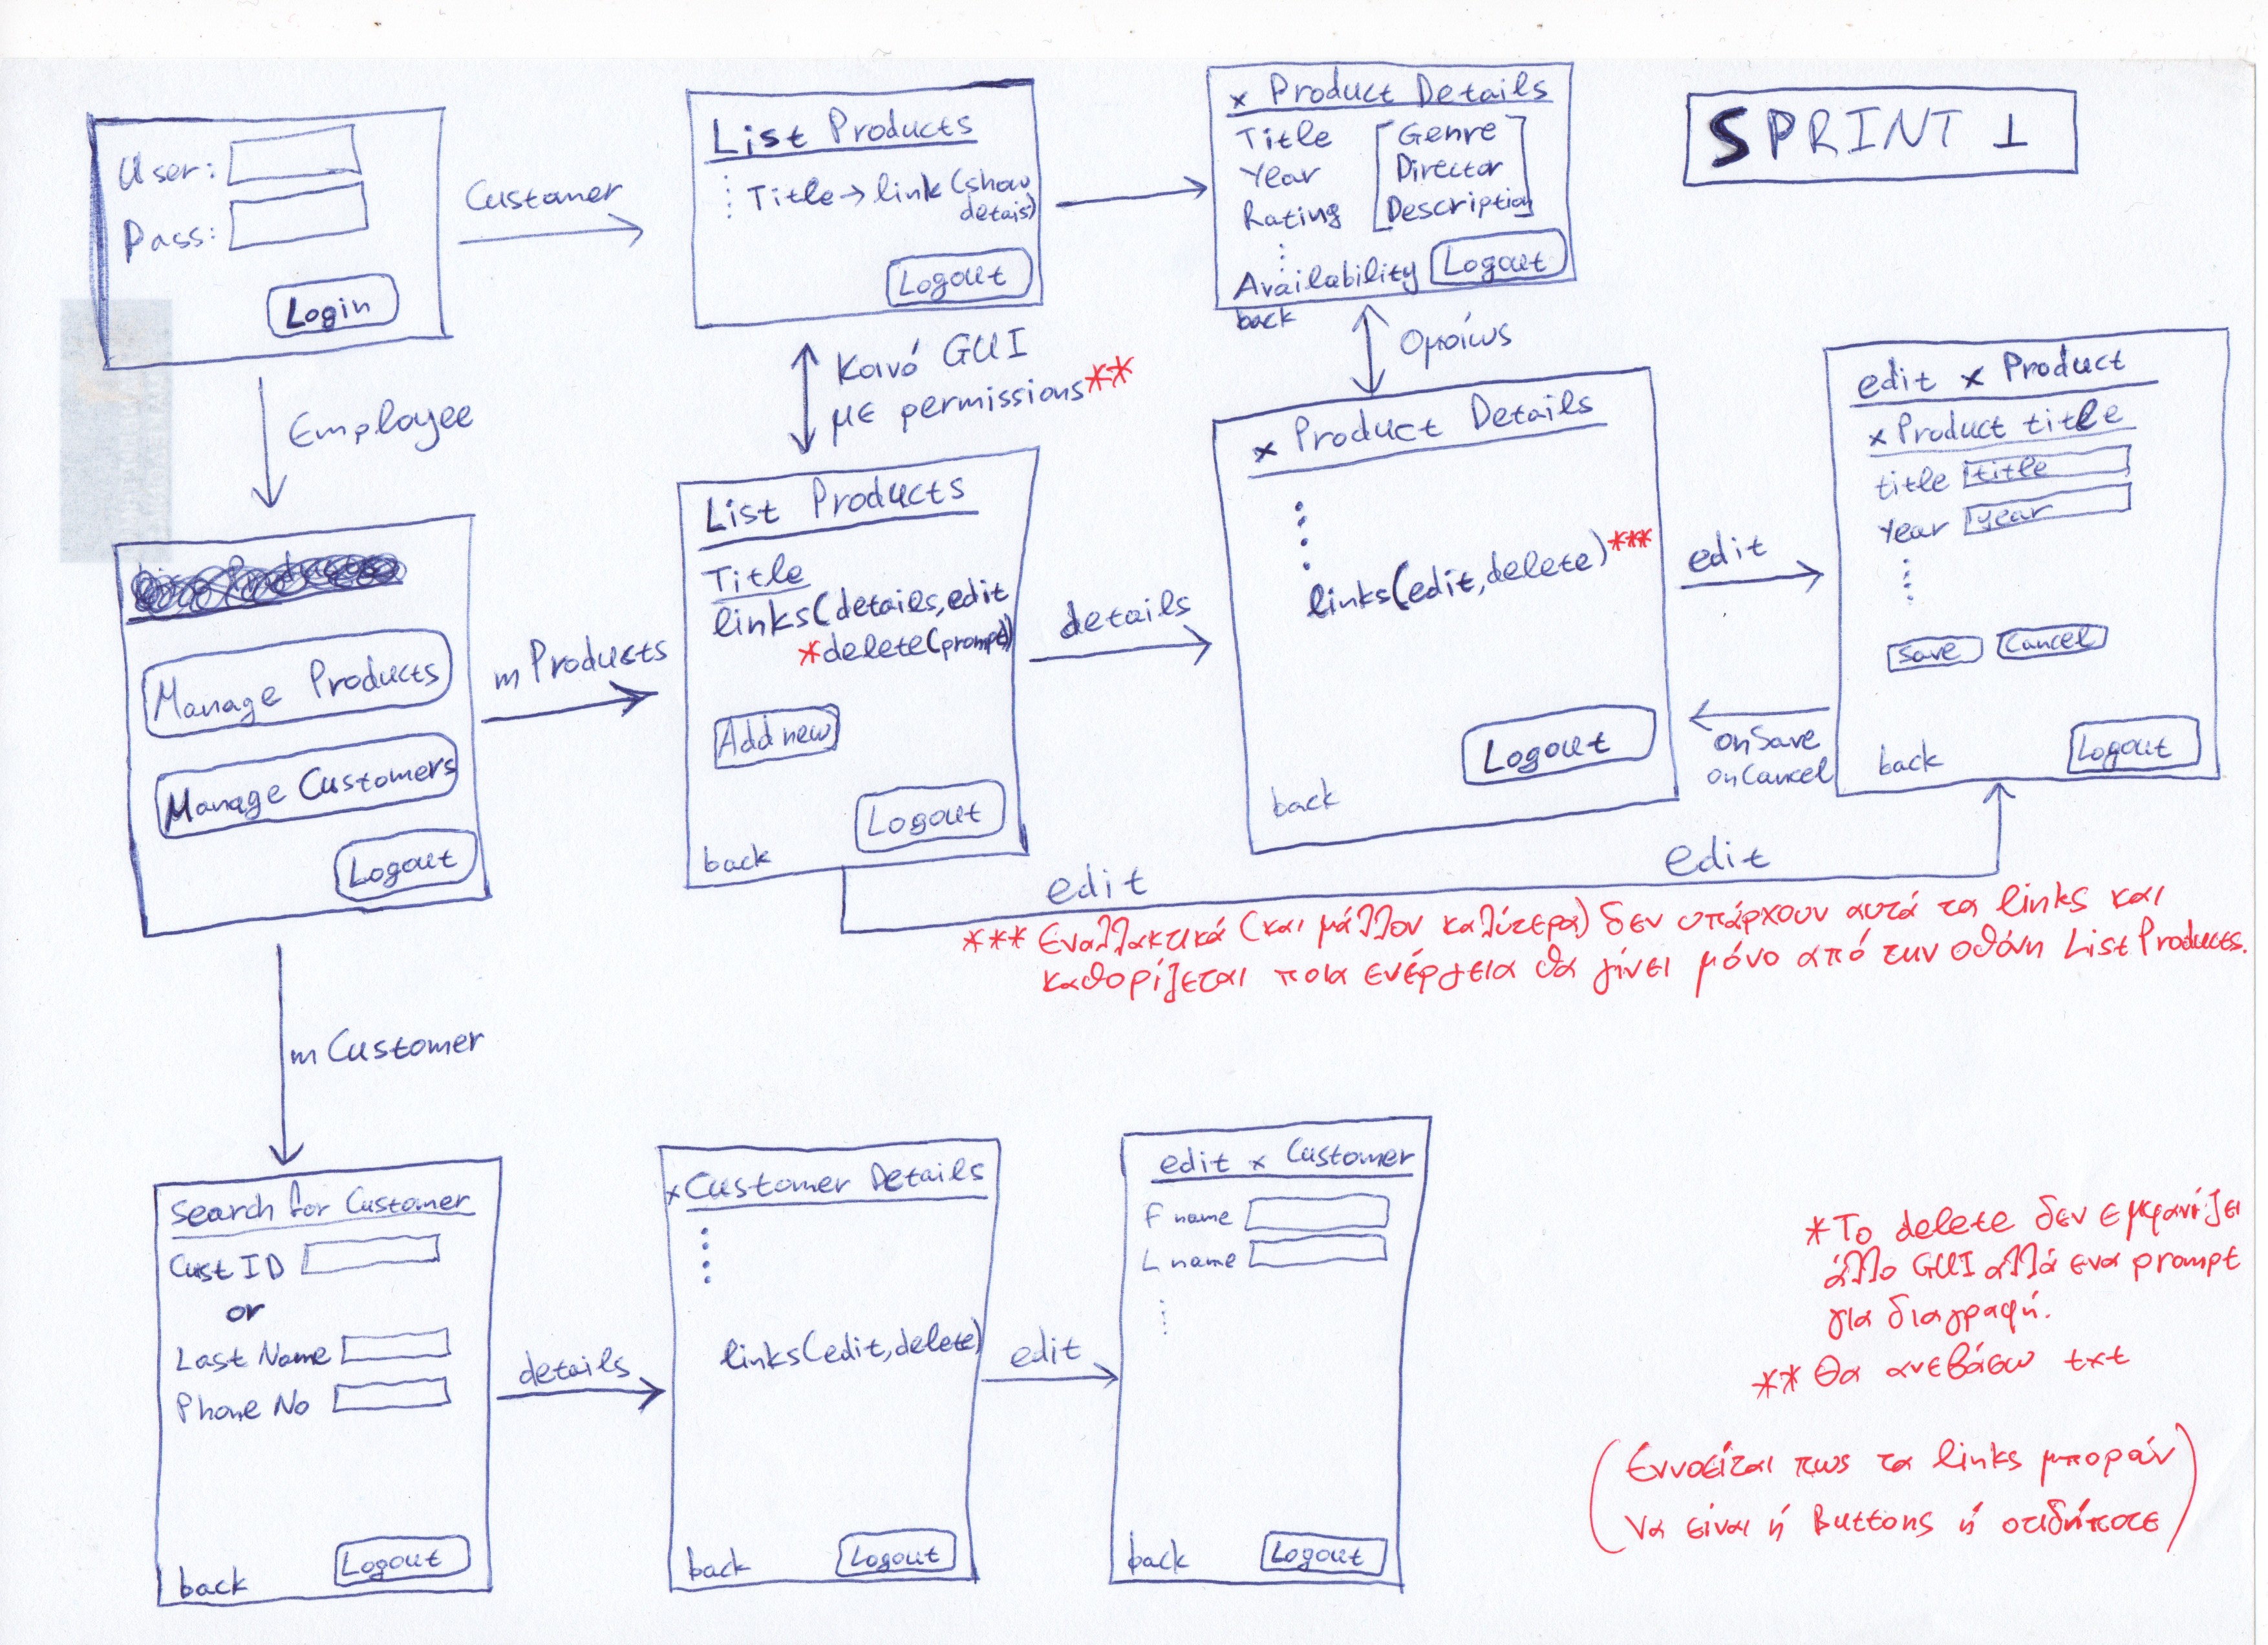 SPRINT 1
User:
Pass:
Login
Customer
List Products
Title → link (show
detais)
Logout
x Product Details
Title
Year
Rating
Genre
Director
Description
Availability
Logout
back
Employee
Κοινό GUI
με permissions**
Ομοίως
Manage Products
Manage Customers
Logout
m Products
List Products
Title
links(details, edit
*delete(prompt)
Add new
Logout
back
details
x Product Details
links(edit, delete)***
Logout
back
edit
edit x Product
x Product title
title title
Year year
Save Cancel
back
Logout
onSave
onCancel
edit
edit
*** Εναλλακτικά (και μάλλον καλύτερα) δεν υπάρχουν αυτά τα links και
καθορίζεται ποια ενέργεια θα γίνει μόνο από την οθόνη List Products.
m Customer
Search for Customer
Cust ID
or
Last Name
Phone No
Logout
back
details
x Customer Details
links(edit, delete)
back
Logout
edit
edit x Customer
F name
L name
back
Logout
*Το delete δεν εμφανίζει
άλλο GUI αλλά ενα prompt
για διαγραφή.
** Θα ανεβάσω txt
(Εννοείται πως τα links μπορούν
να είναι ή Buttons ή οτιδήποτε)